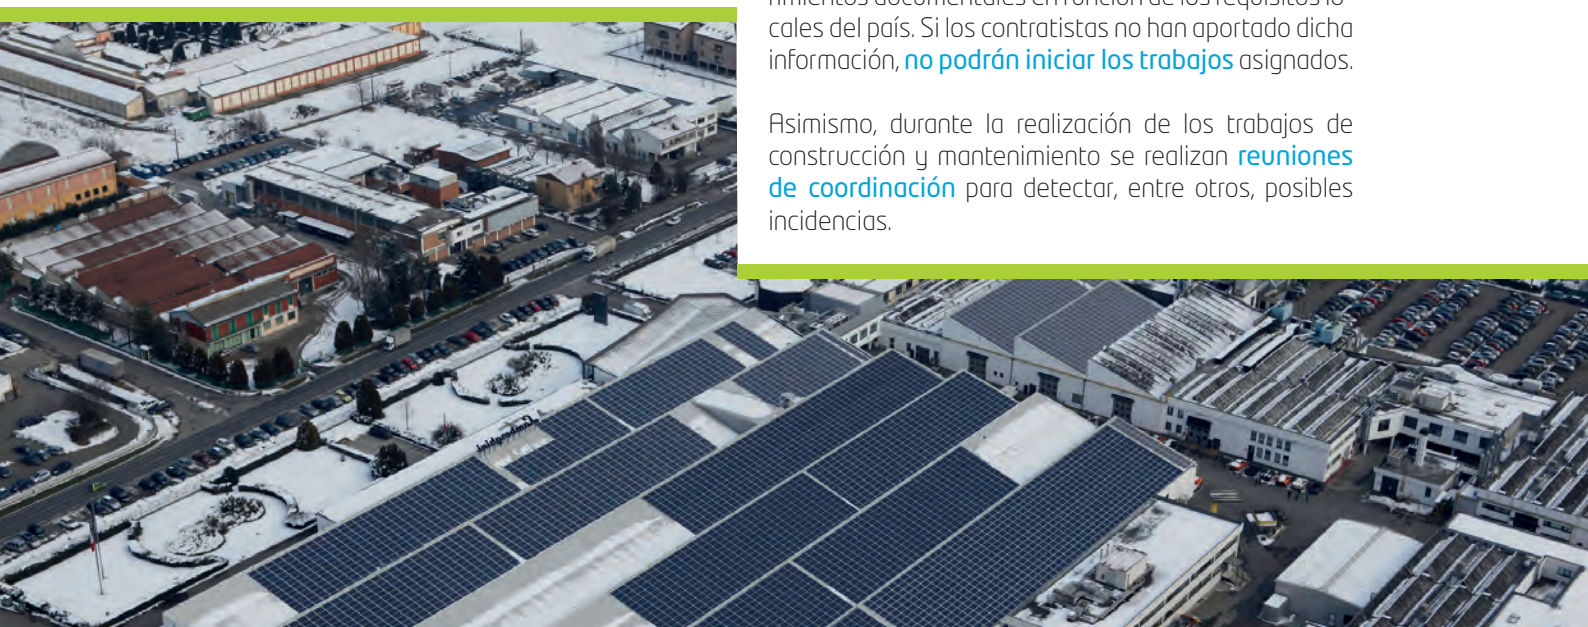 cales del país. Si los contratistas no han aportado dicha
información, no podrán iniciar los trabajos asignados.
Asimismo, durante la realización de los trabajos de
construcción y mantenimiento se realizan reuniones
de coordinación para detectar, entre otros, posibles
incidencias.
Lamborghini